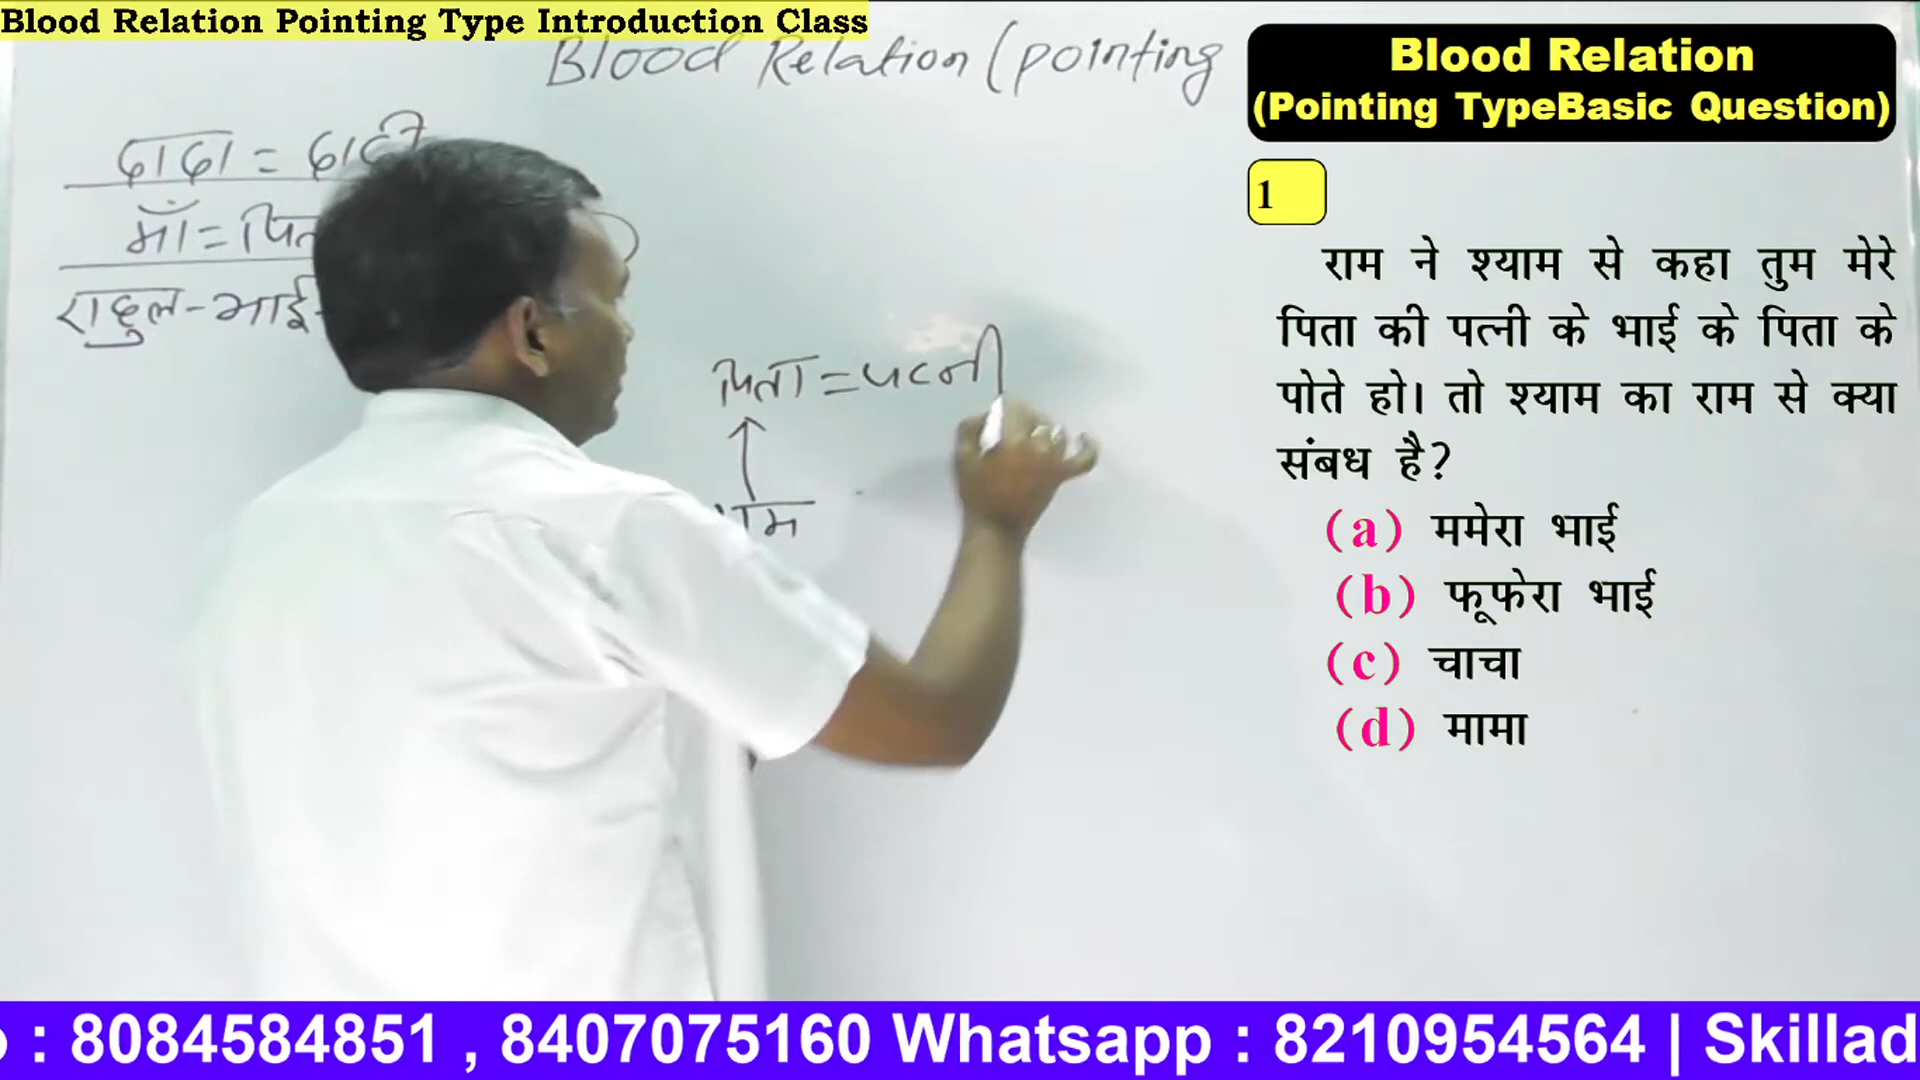 Blood Relation Pointing Type Introduction Class
Blood Relation (pointing
दादा = दादी
माँ = पित
राहुल - भाई -
पिता = पत्नी
Blood Relation
(Pointing TypeBasic Question)
1
राम ने श्याम से कहा तुम मेरे
पिता की पत्नी के भाई के पिता के
पोते हो। तो श्याम का राम से क्या
संबध है?
(a) ममेरा भाई
(b) फूफेरा भाई
(c) चाचा
(d) मामा
: 8084584851 , 8407075160 Whatsapp : 8210954564 | Skillad